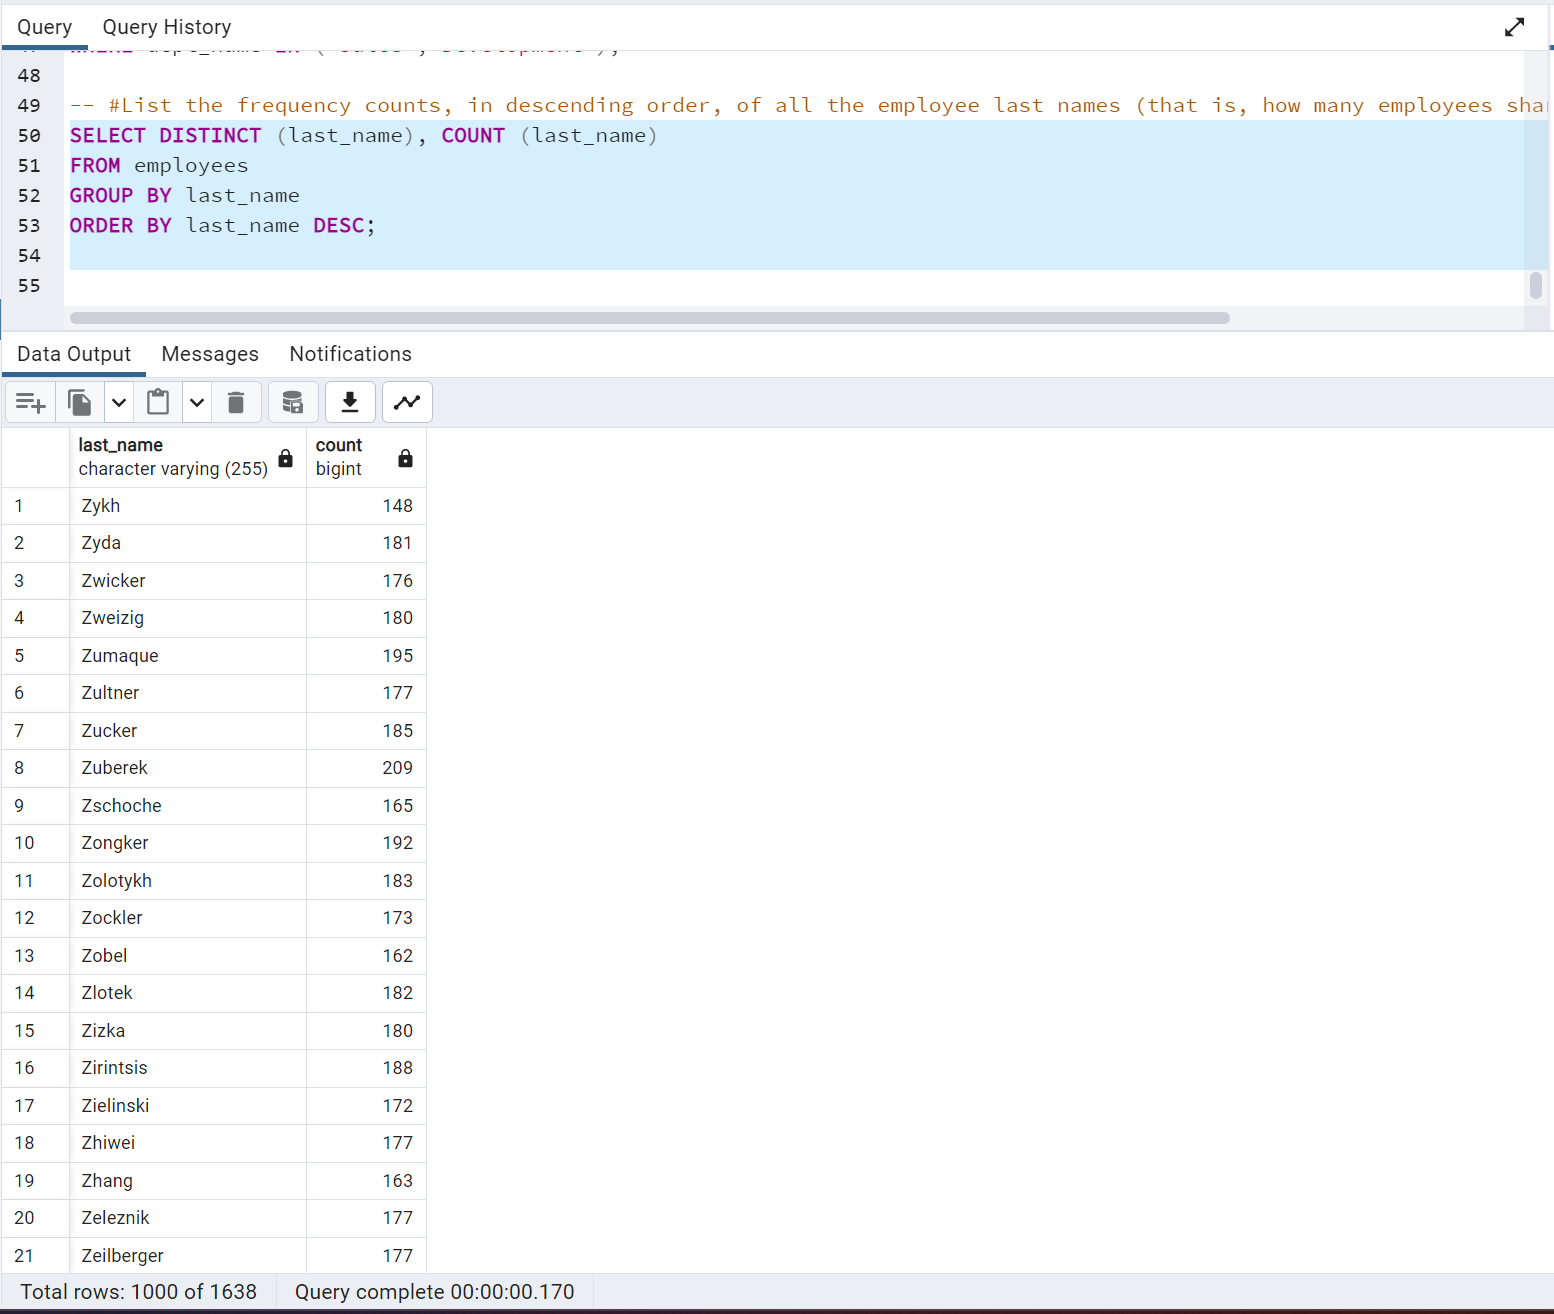 Query Query History
48
49 -- #List the frequency counts, in descending order, of all the employee last names (that is, how many employees sha
50 SELECT DISTINCT (last_name), COUNT (last_name)
51 FROM employees
52 GROUP BY last_name
53 ORDER BY last_name DESC;
54
55
Data Output Messages Notifications
last_name count
character varying (255) bigint
1 Zykh 148
2 Zyda 181
3 Zwicker 176
4 Zweizig 180
5 Zumaque 195
6 Zultner 177
7 Zucker 185
8 Zuberek 209
9 Zschoche 165
10 Zongker 192
11 Zolotykh 183
12 Zockler 173
13 Zobel 162
14 Zlotek 182
15 Zizka 180
16 Zirintsis 188
17 Zielinski 172
18 Zhiwei 177
19 Zhang 163
20 Zeleznik 177
21 Zeilberger 177
Total rows: 1000 of 1638 Query complete 00:00:00.170